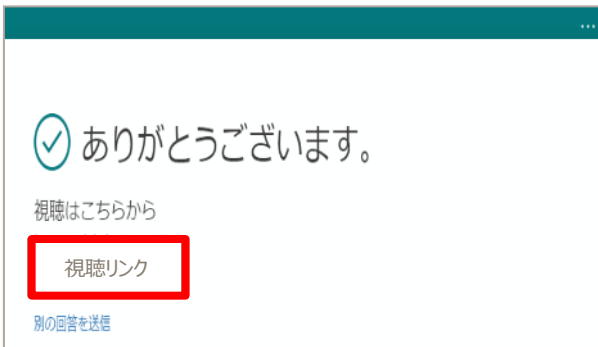 ...
ありがとうございます。
視聴はこちらから
視聴リンク
別の回答を送信